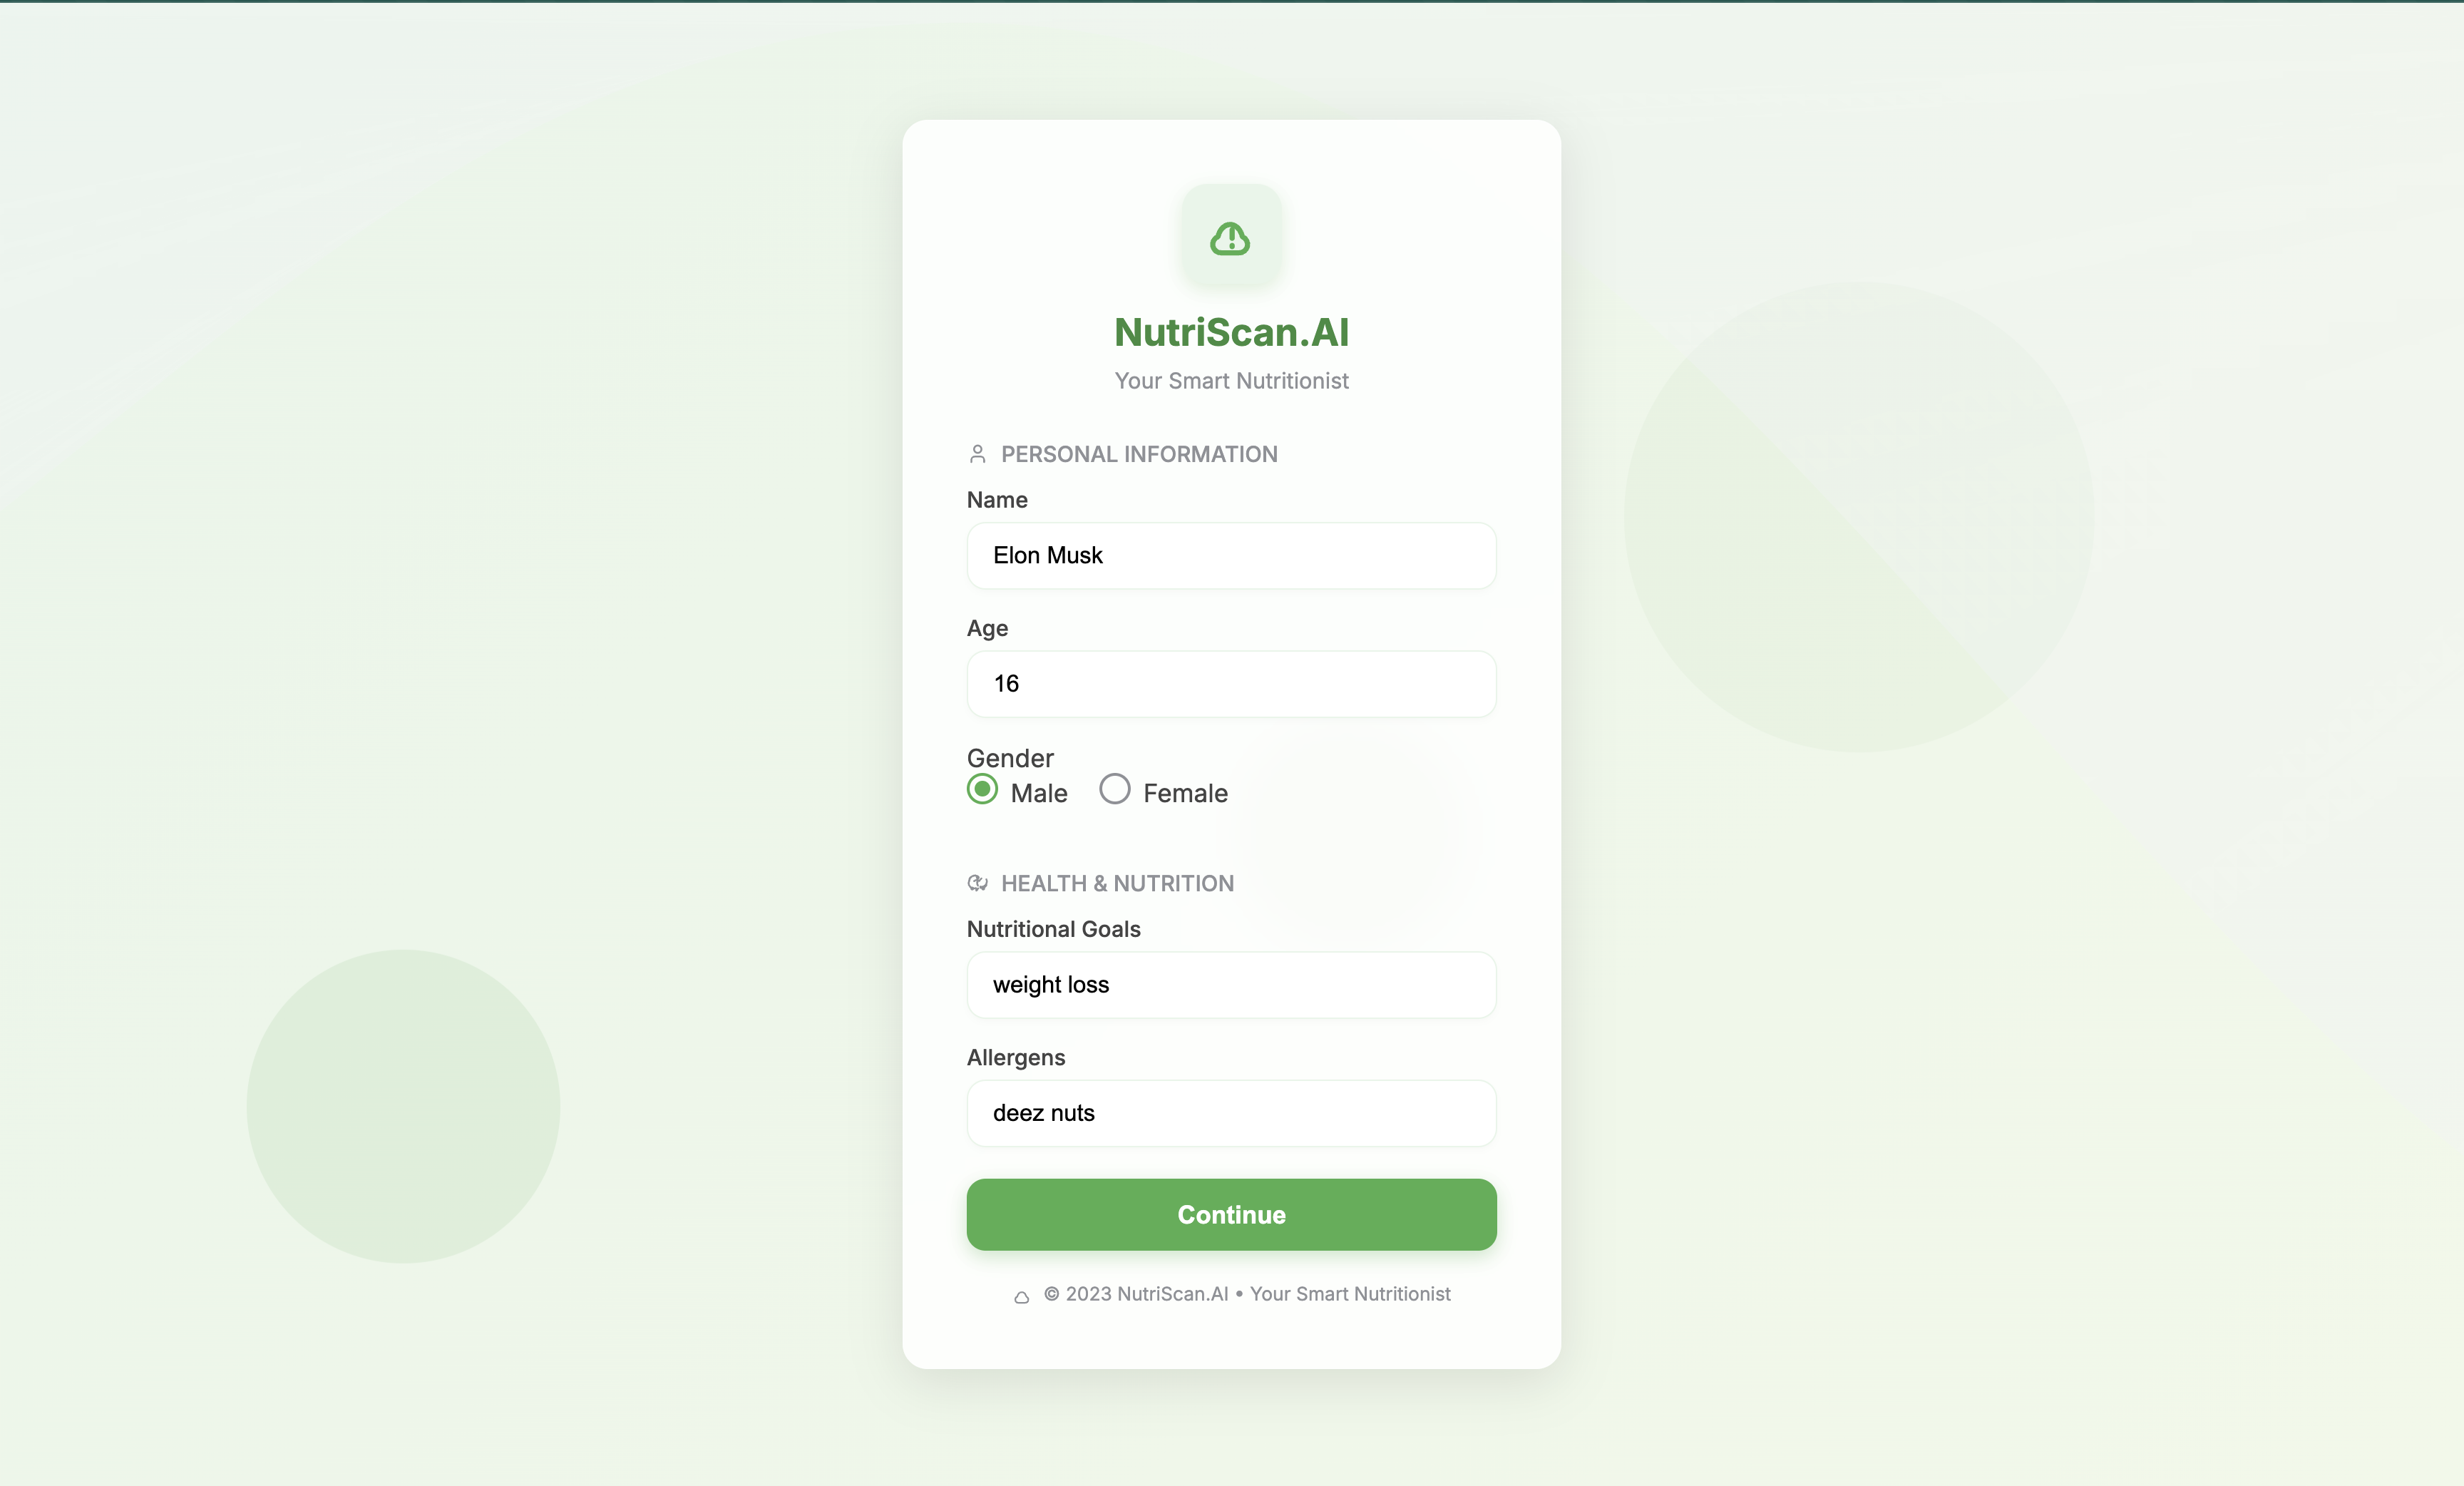 NutriScan.AI
Your Smart Nutritionist
PERSONAL INFORMATION
Name
Elon Musk
Age
16
Gender
Male Female
HEALTH & NUTRITION
Nutritional Goals
weight loss
Allergens
deez nuts
Continue
© 2023 NutriScan.AI • Your Smart Nutritionist